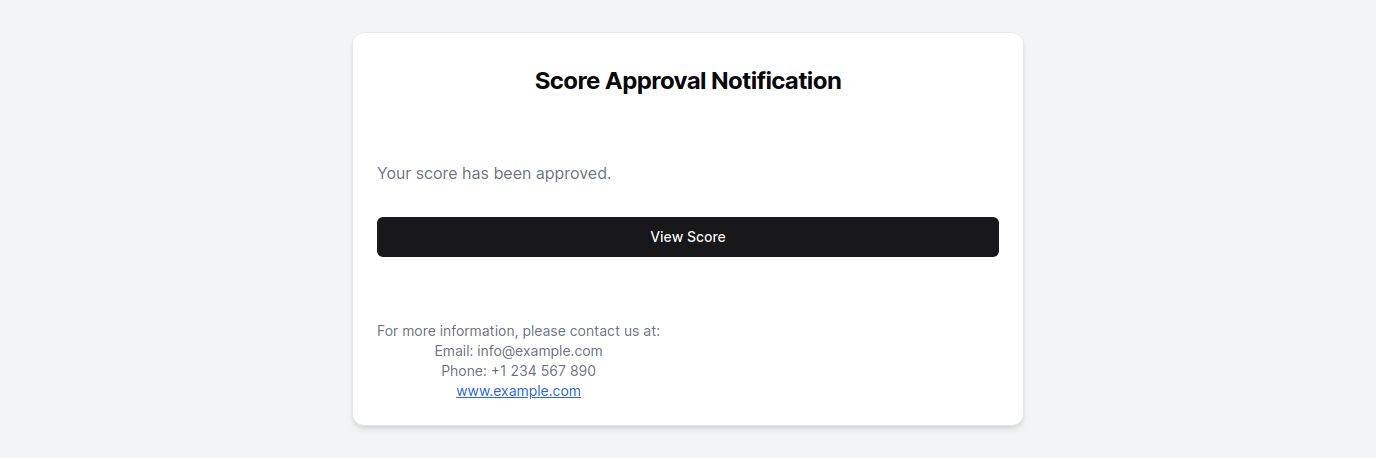 Score Approval Notification
Your score has been approved.
View Score
For more information, please contact us at:
Email: info@example.com
Phone: +1 234 567 890
www.example.com